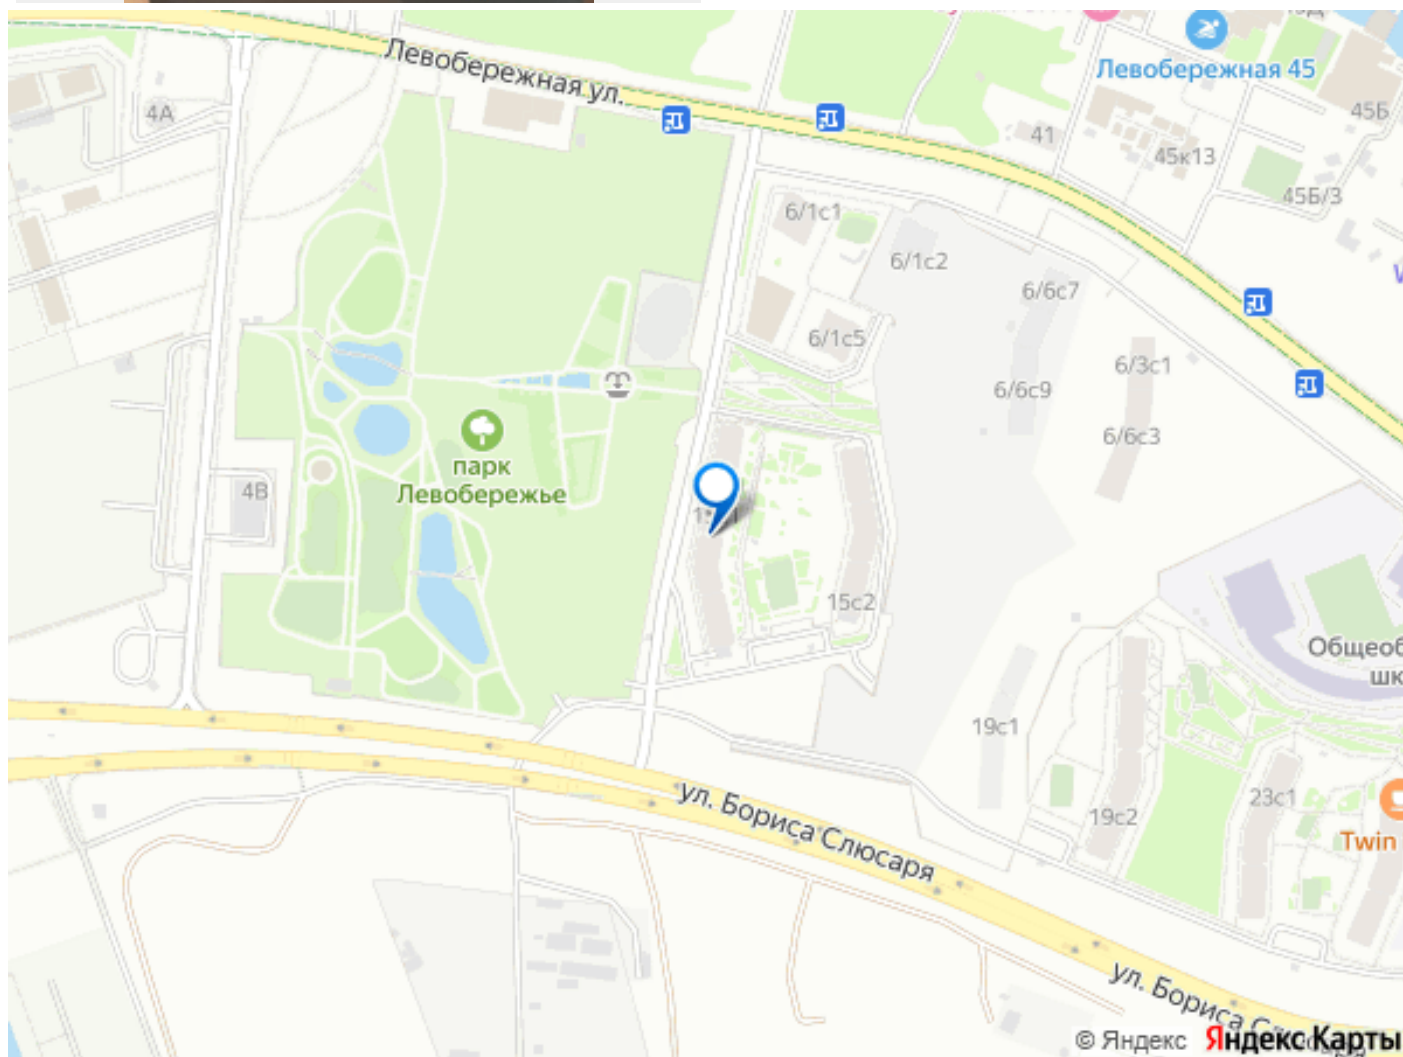 Левобережная ул.
Левобережная 45
4А
41
45Б
45к13
45Б/3
6/1с1
6/1с2
6/6с7
6/1с5
6/3с1
6/6с9
6/6с3
парк
Левобережье
4В
15с2
19с1
19с2
23с1
Twin
ул. Бориса Слюсаря
ул. Бориса
© Яндекс
Яндекс Карты